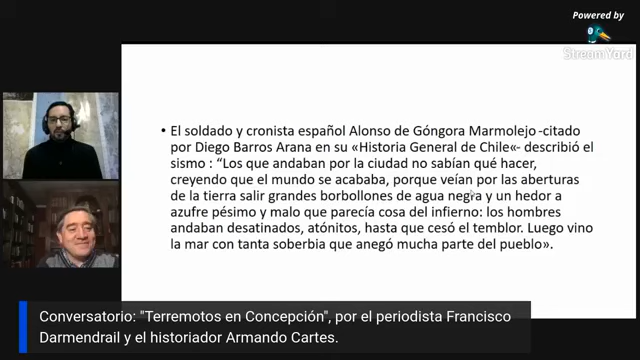 Powered by
StreamYard
• El soldado y cronista español Alonso de Góngora Marmolejo -citado
por Diego Barros Arana en su «Historia General de Chile«- describió el
sismo : “Los que andaban por la ciudad no sabían qué hacer,
creyendo que el mundo se acababa, porque veían por las aberturas
de la tierra salir grandes borbollones de agua negra y un hedor a
azufre pésimo y malo que parecía cosa del infierno: los hombres
andaban desatinados, atónitos, hasta que cesó el temblor. Luego vino
la mar con tanta soberbia que anegó mucha parte del pueblo».
Conversatorio: "Terremotos en Concepción", por el periodista Francisco
Darmendrail y el historiador Armando Cartes.